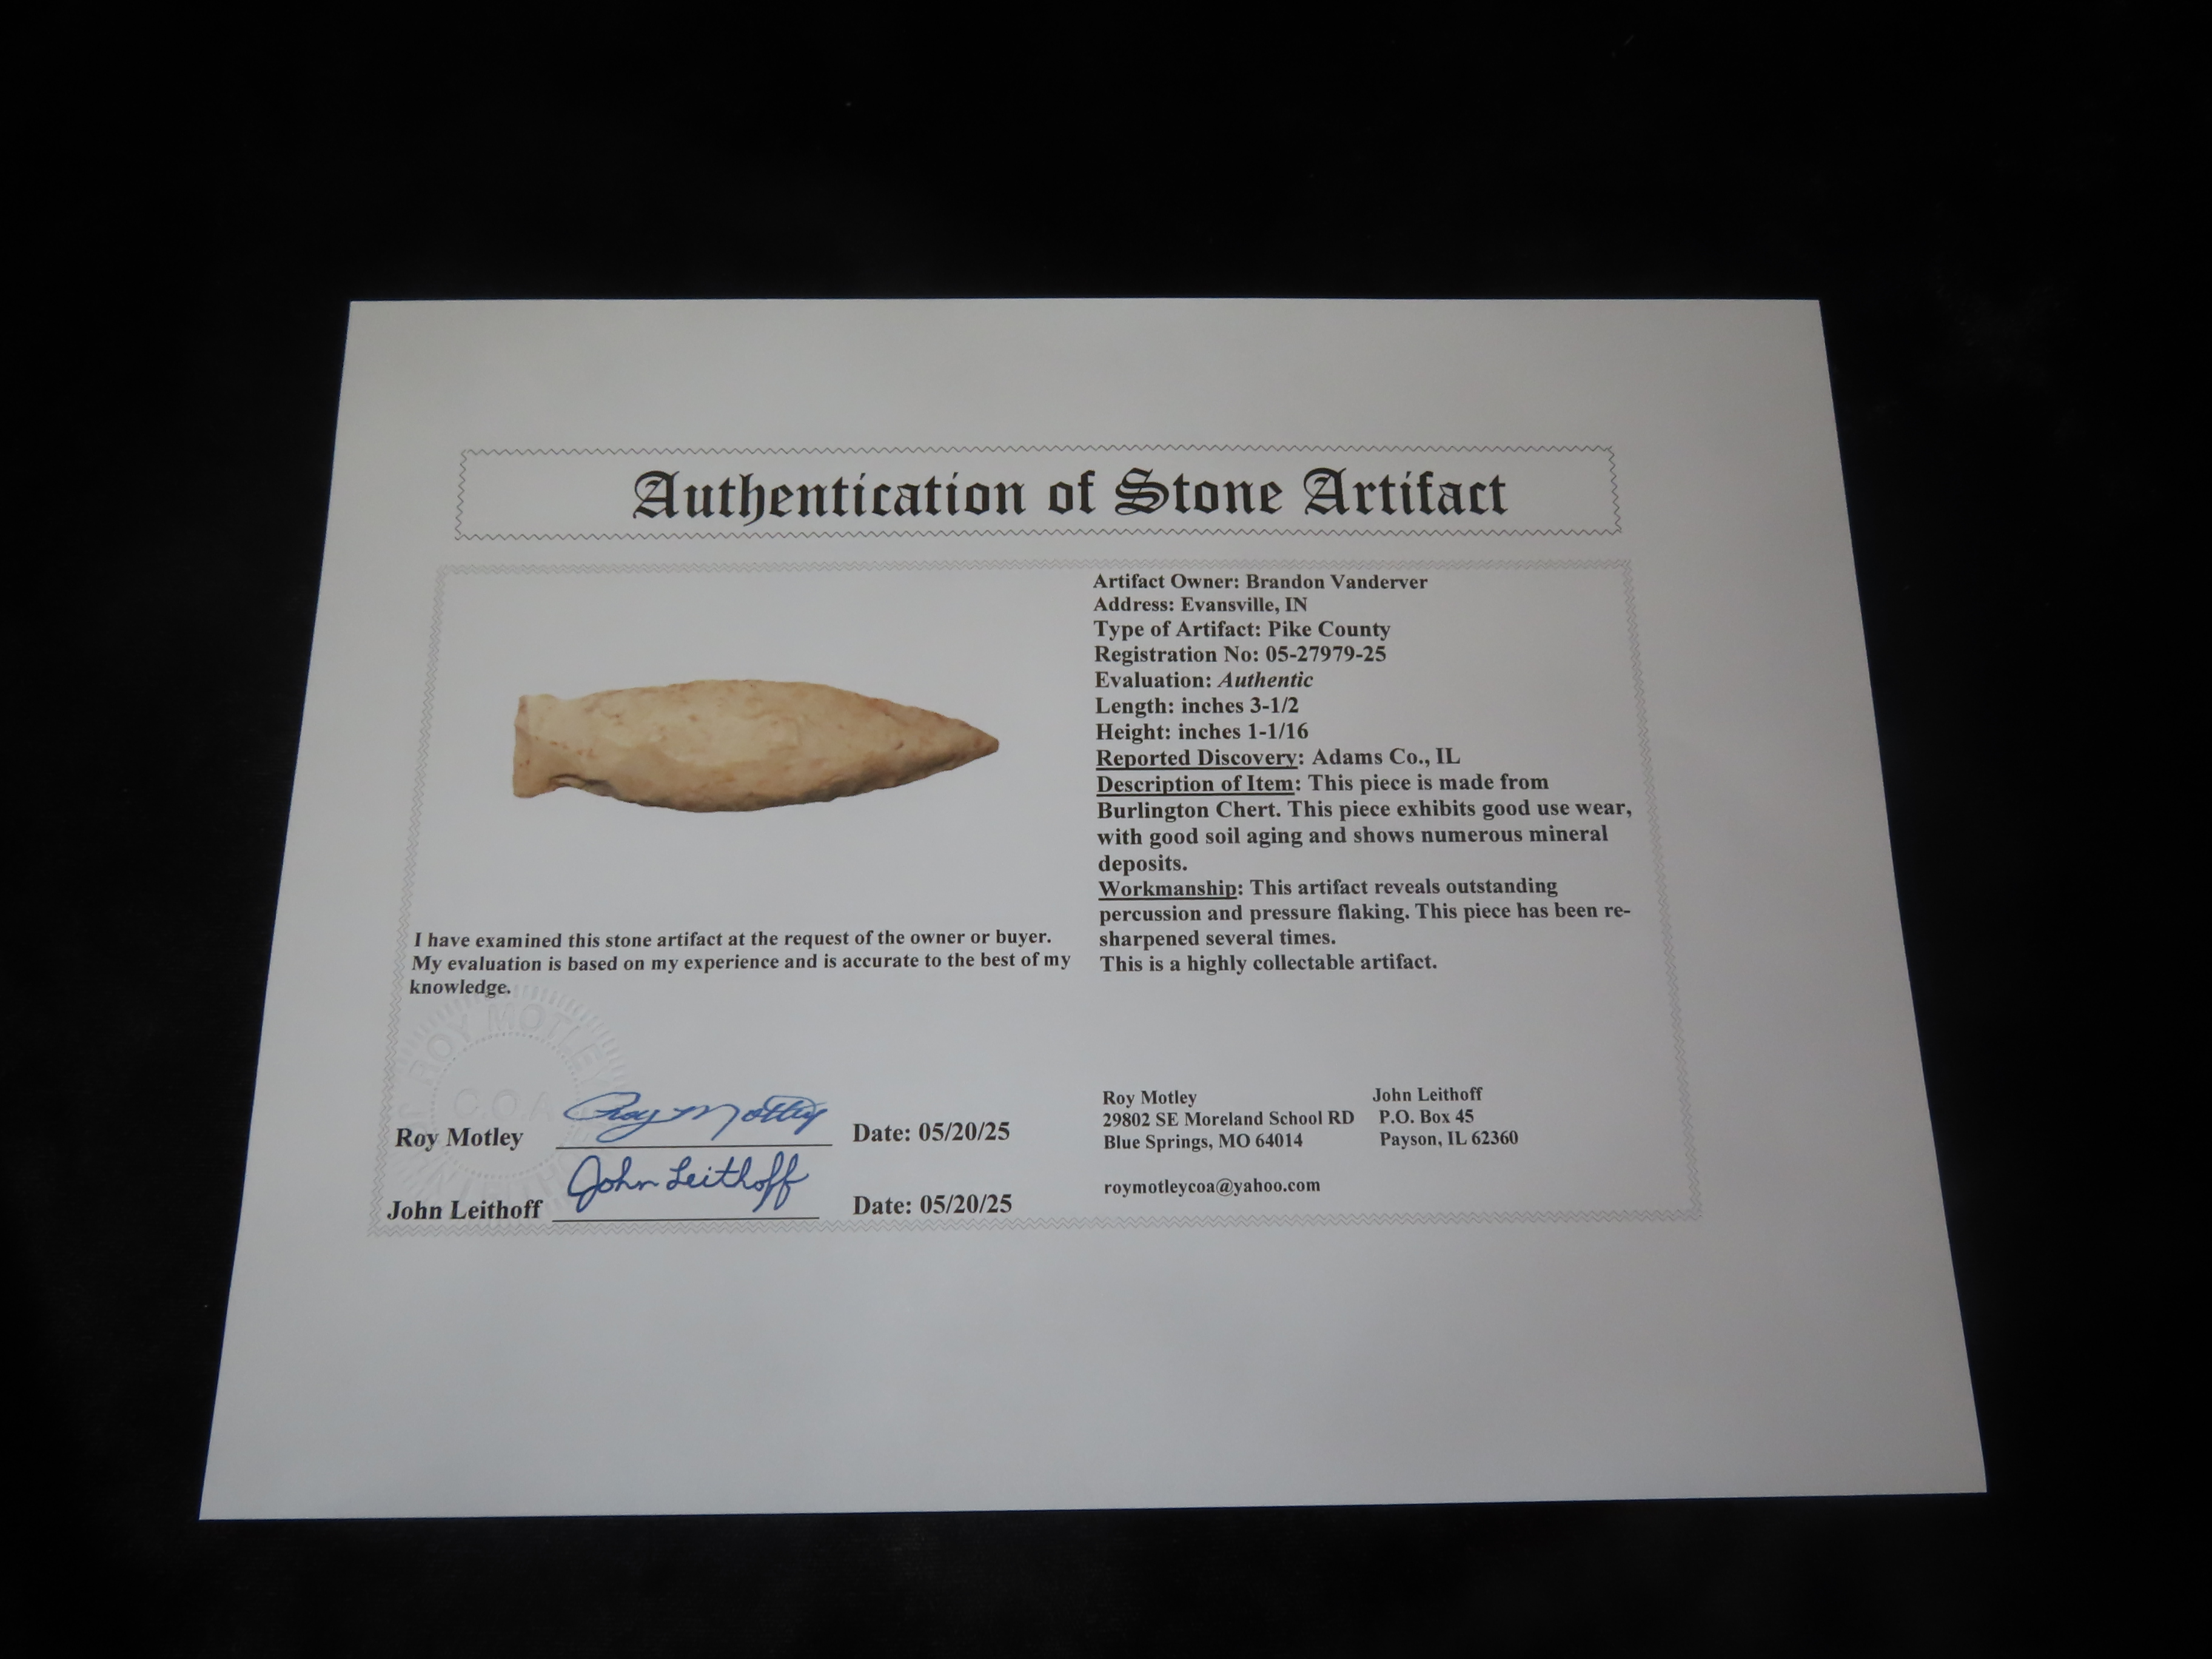 Authentication of Stone Artifact
Artifact Owner: Brandon Vanderver
Address: Evansville, IN
Type of Artifact: Pike County
Registration No: 05-27979-25
Evaluation: Authentic
Length: inches 3-1/2
Height: inches 1-1/16
Reported Discovery: Adams Co., IL
Description of Item: This piece is made from
Burlington Chert. This piece exhibits good use wear,
with good soil aging and shows numerous mineral
deposits.
Workmanship: This artifact reveals outstanding
percussion and pressure flaking. This piece has been re-
sharpened several times.
This is a highly collectable artifact.
I have examined this stone artifact at the request of the owner or buyer.
My evaluation is based on my experience and is accurate to the best of my
knowledge.
ROY MOTLEY
C.O.A
Roy Motley Roy Motley Date: 05/20/25
John Leithoff John Leithoff Date: 05/20/25
Roy Motley
29802 SE Moreland School RD
Blue Springs, MO 64014
roymotleycoa@yahoo.com
John Leithoff
P.O. Box 45
Payson, IL 62360